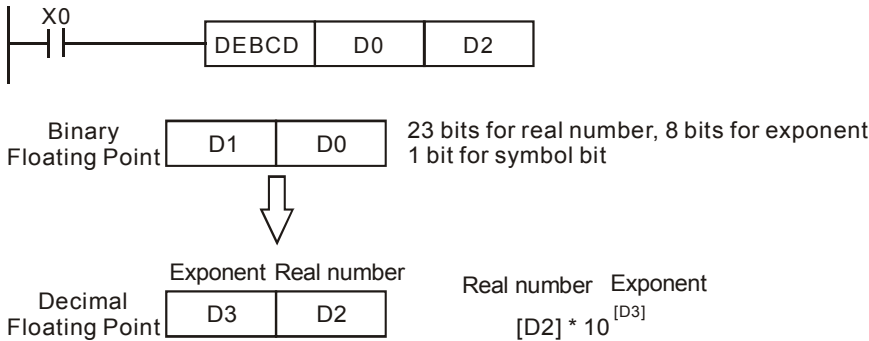 X0
DEBCD D0 D2
Binary
Floating Point
D1 D0
23 bits for real number, 8 bits for exponent
1 bit for symbol bit
Exponent Real number
Decimal
Floating Point
D3 D2
Real number Exponent
[D2] * 10 [D3]